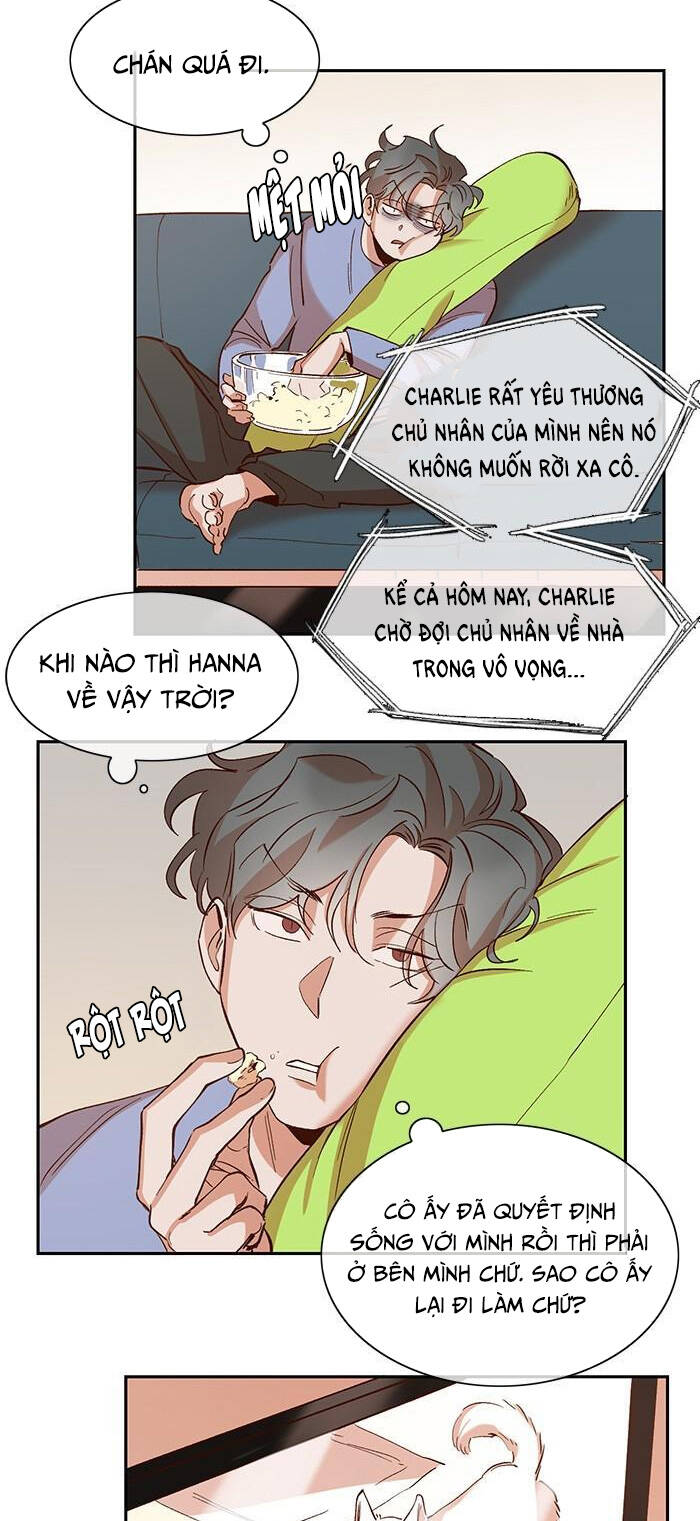 CHÁN QUÁ ĐI.
MỆT MỎI
CHARLIE RẤT YÊU THƯƠNG
CHỦ NHÂN CỦA MÌNH NÊN NÓ
KHÔNG MUỐN RỜI XA CÔ.
KỂ CẢ HÔM NAY, CHARLIE
CHỜ ĐỢI CHỦ NHÂN VỀ NHÀ
TRONG VÔ VỌNG...
KHI NÀO THÌ HANNA
VỀ VẬY TRỜI?
RỘT RỘT
CÔ ẤY ĐÃ QUYẾT ĐỊNH
SỐNG VỚI MÌNH RỒI THÌ PHẢI
Ở BÊN MÌNH CHỨ. SAO CÔ ẤY
LẠI ĐI LÀM CHỨ?